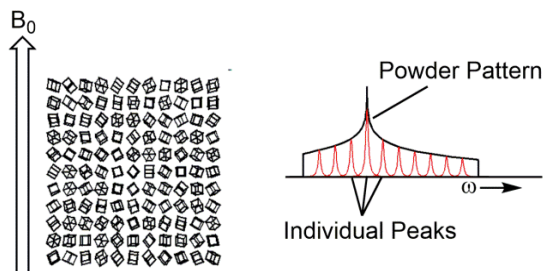 B₀
Powder Pattern
ω
Individual Peaks